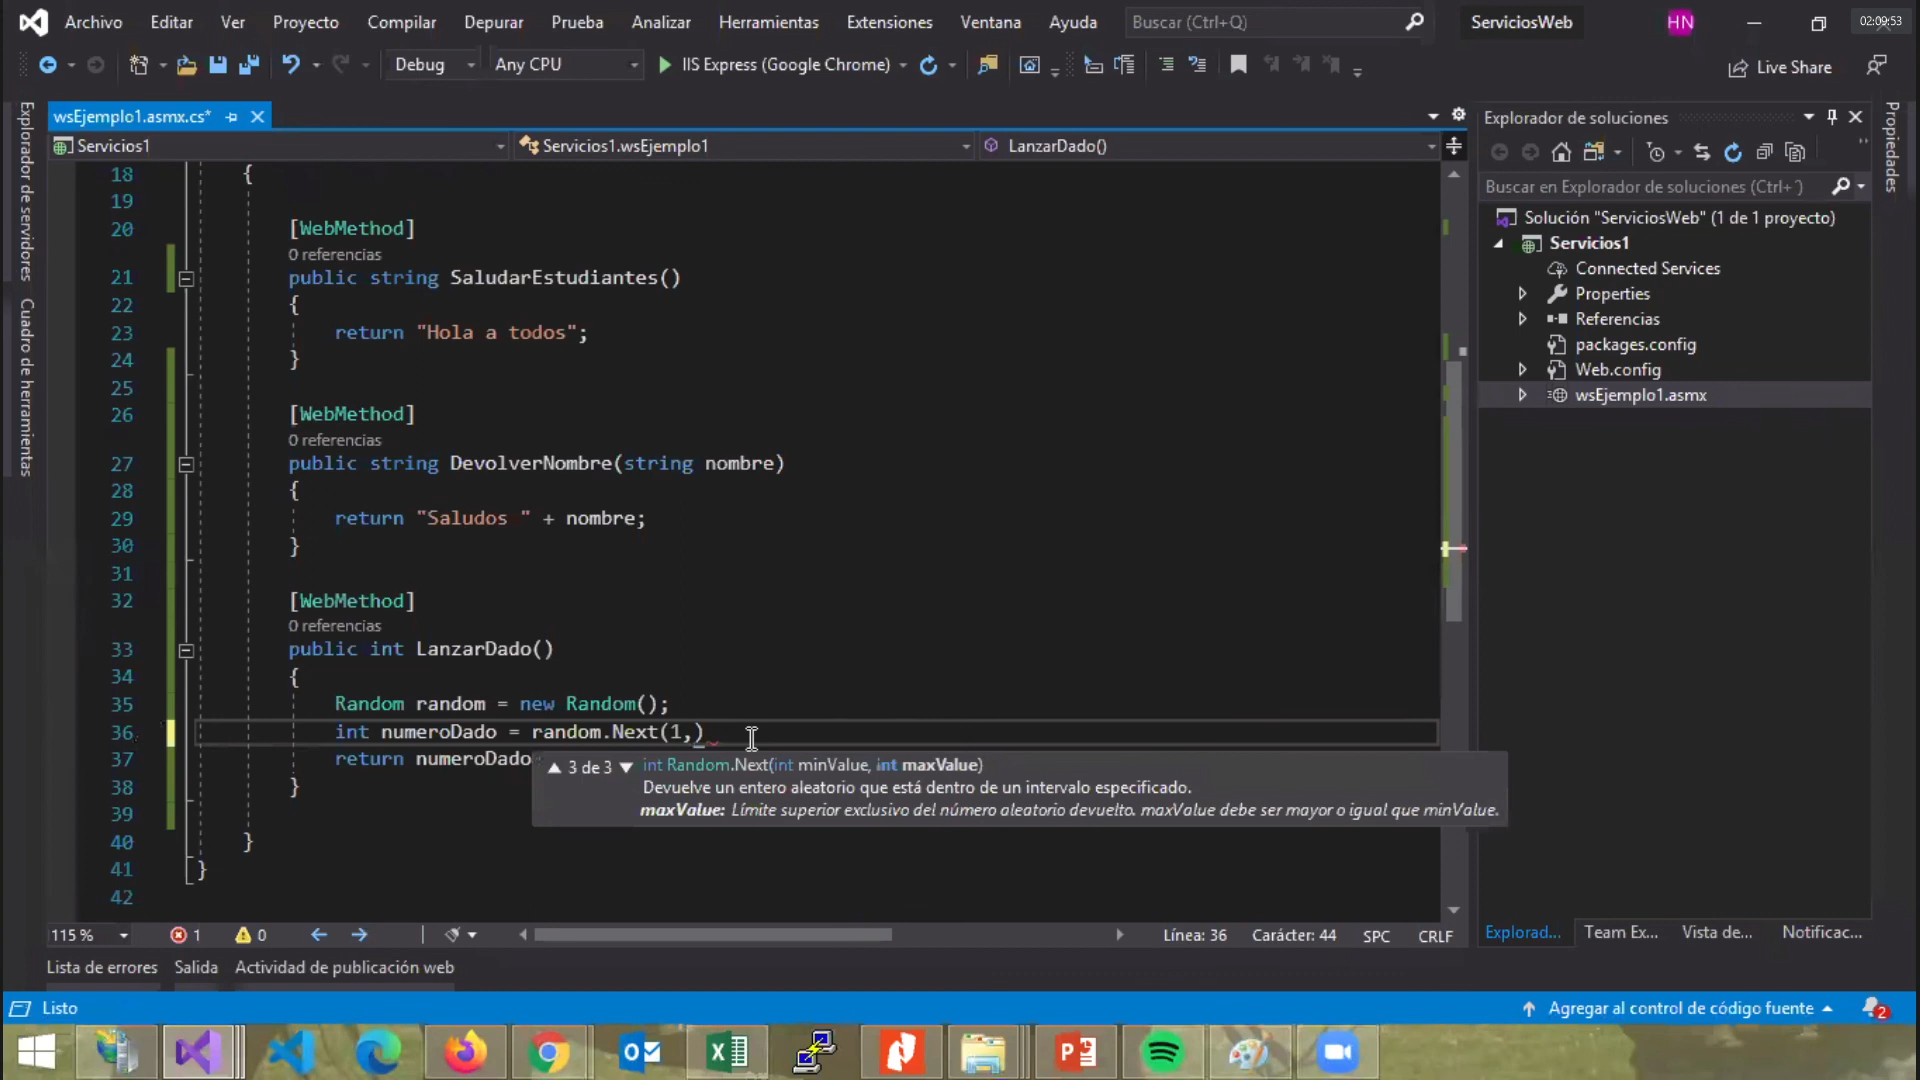 Archivo Editar Ver Proyecto Compilar Depurar Prueba Analizar Herramientas Extensiones Ventana Ayuda Buscar (Ctrl+Q) ServiciosWeb HN 02:09:53
Debug Any CPU IIS Express (Google Chrome) Live Share
wsEjemplo1.asmx.cs*
Servicios1 Servicios1.wsEjemplo1 LanzarDado()
18 {
19
20 [WebMethod]
0 referencias
21 public string SaludarEstudiantes()
22 {
23 return "Hola a todos";
24 }
25
26 [WebMethod]
0 referencias
27 public string DevolverNombre(string nombre)
28 {
29 return "Saludos " + nombre;
30 }
31
32 [WebMethod]
0 referencias
33 public int LanzarDado()
34 {
35 Random random = new Random();
36 int numeroDado = random.Next(1,)
37 return numeroDado
38 }
39
40 }
41 }
42
3 de 3 int Random.Next(int minValue, int maxValue)
Devuelve un entero aleatorio que está dentro de un intervalo especificado.
maxValue: Límite superior exclusivo del número aleatorio devuelto. maxValue debe ser mayor o igual que minValue.
115 % 1 0 Línea: 36 Carácter: 44 SPC CRLF
Lista de errores Salida Actividad de publicación web
Listo Agregar al control de código fuente 2
Explorador de servidores
Cuadro de herramientas
Explorador de soluciones
Buscar en Explorador de soluciones (Ctrl+´)
Solución "ServiciosWeb" (1 de 1 proyecto)
Servicios1
Connected Services
Properties
Referencias
packages.config
Web.config
wsEjemplo1.asmx
Explorad... Team Ex... Vista de... Notificac...
Propiedades